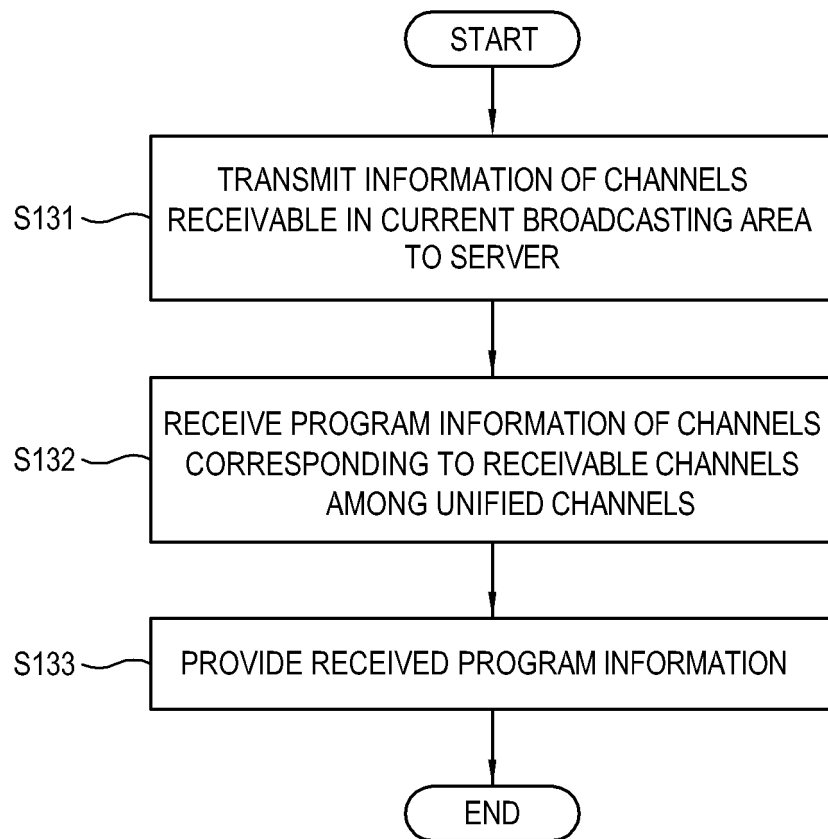 START
S131
TRANSMIT INFORMATION OF CHANNELS
RECEIVABLE IN CURRENT BROADCASTING AREA
TO SERVER
S132
RECEIVE PROGRAM INFORMATION OF CHANNELS
CORRESPONDING TO RECEIVABLE CHANNELS
AMONG UNIFIED CHANNELS
S133
PROVIDE RECEIVED PROGRAM INFORMATION
END